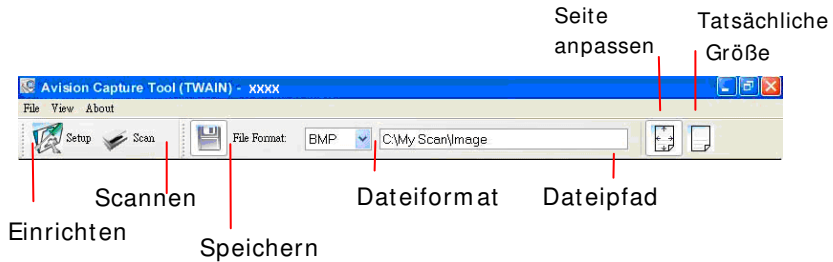 Seite
anpassen
Tatsächliche
Größe
Avision Capture Tool (TWAIN) - xxxx
File View About
Setup Scan File Format: BMP C:\My Scan\Image
Scannen
Dateiformat
Dateipfad
Einrichten
Speichern